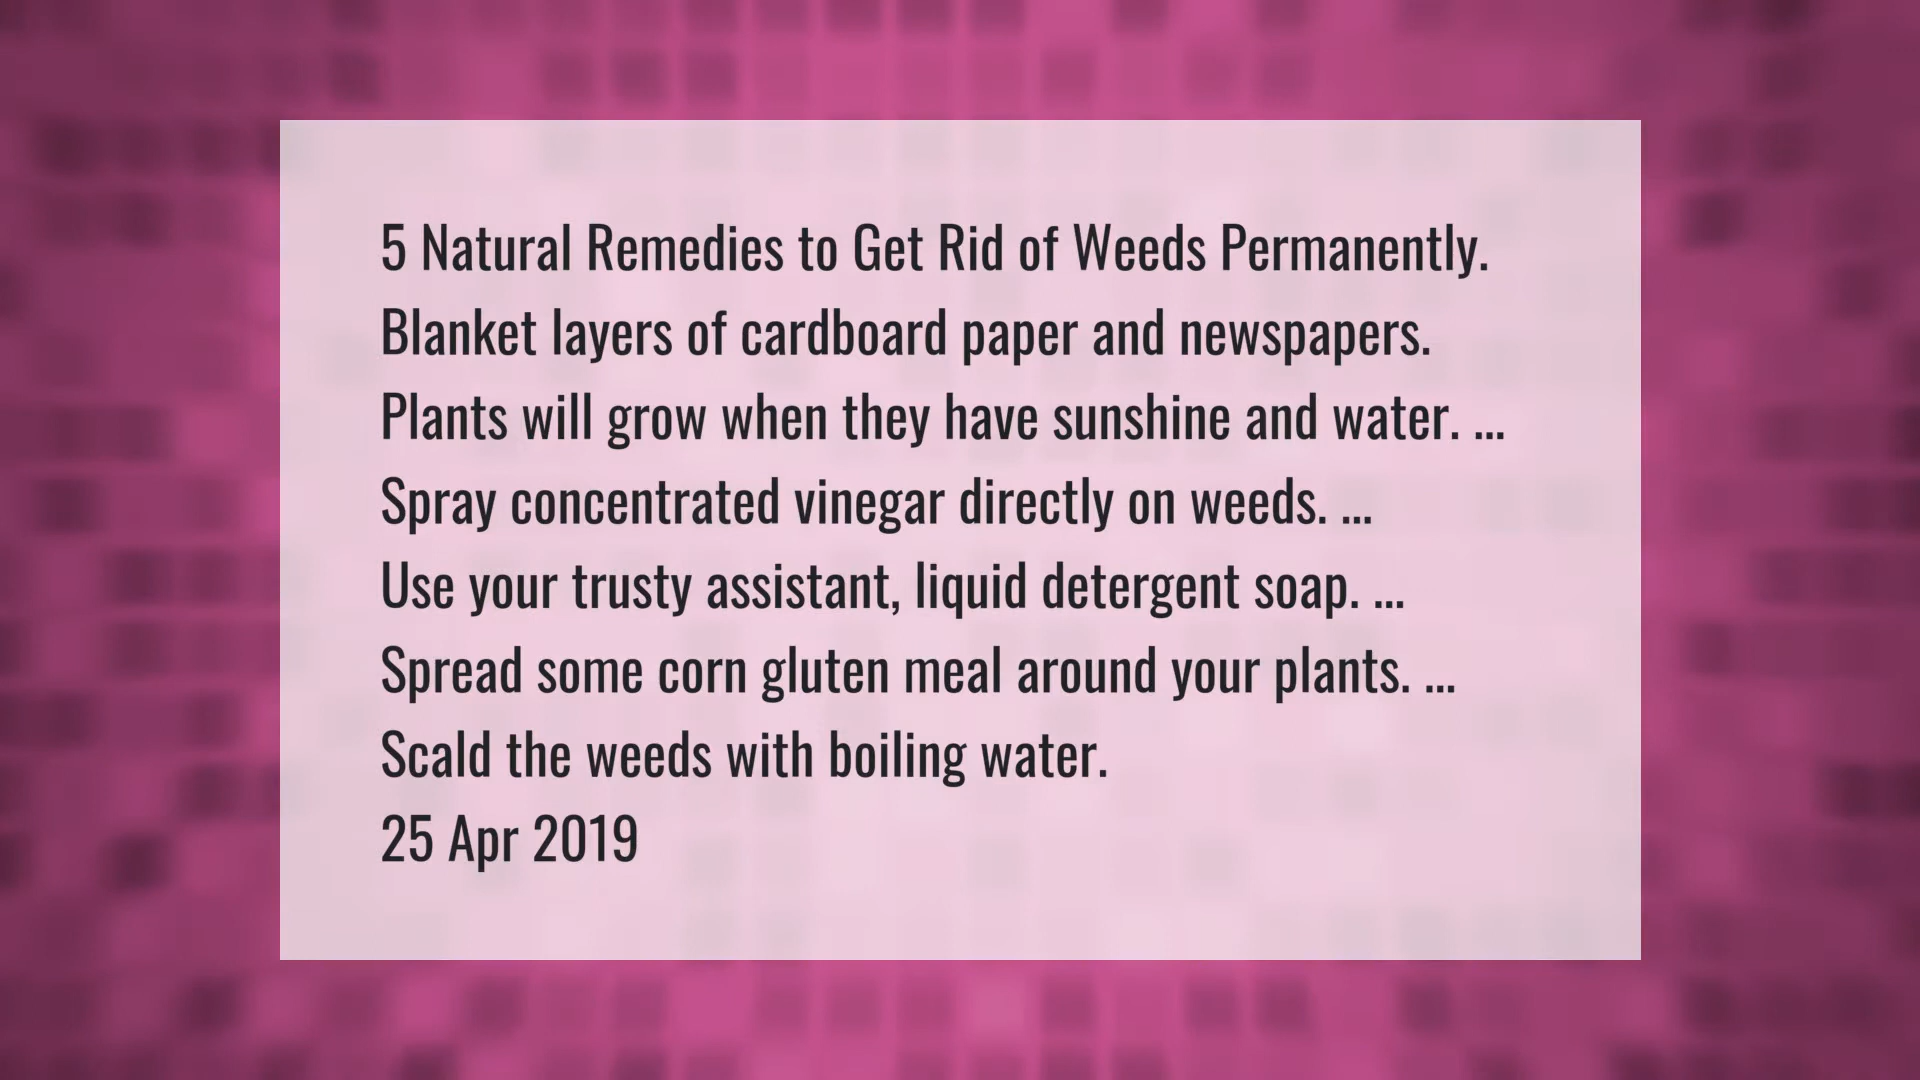 5 Natural Remedies to Get Rid of Weeds Permanently.
Blanket layers of cardboard paper and newspapers.
Plants will grow when they have sunshine and water. ...
Spray concentrated vinegar directly on weeds. ...
Use your trusty assistant, liquid detergent soap. ...
Spread some corn gluten meal around your plants. ...
Scald the weeds with boiling water.
25 Apr 2019